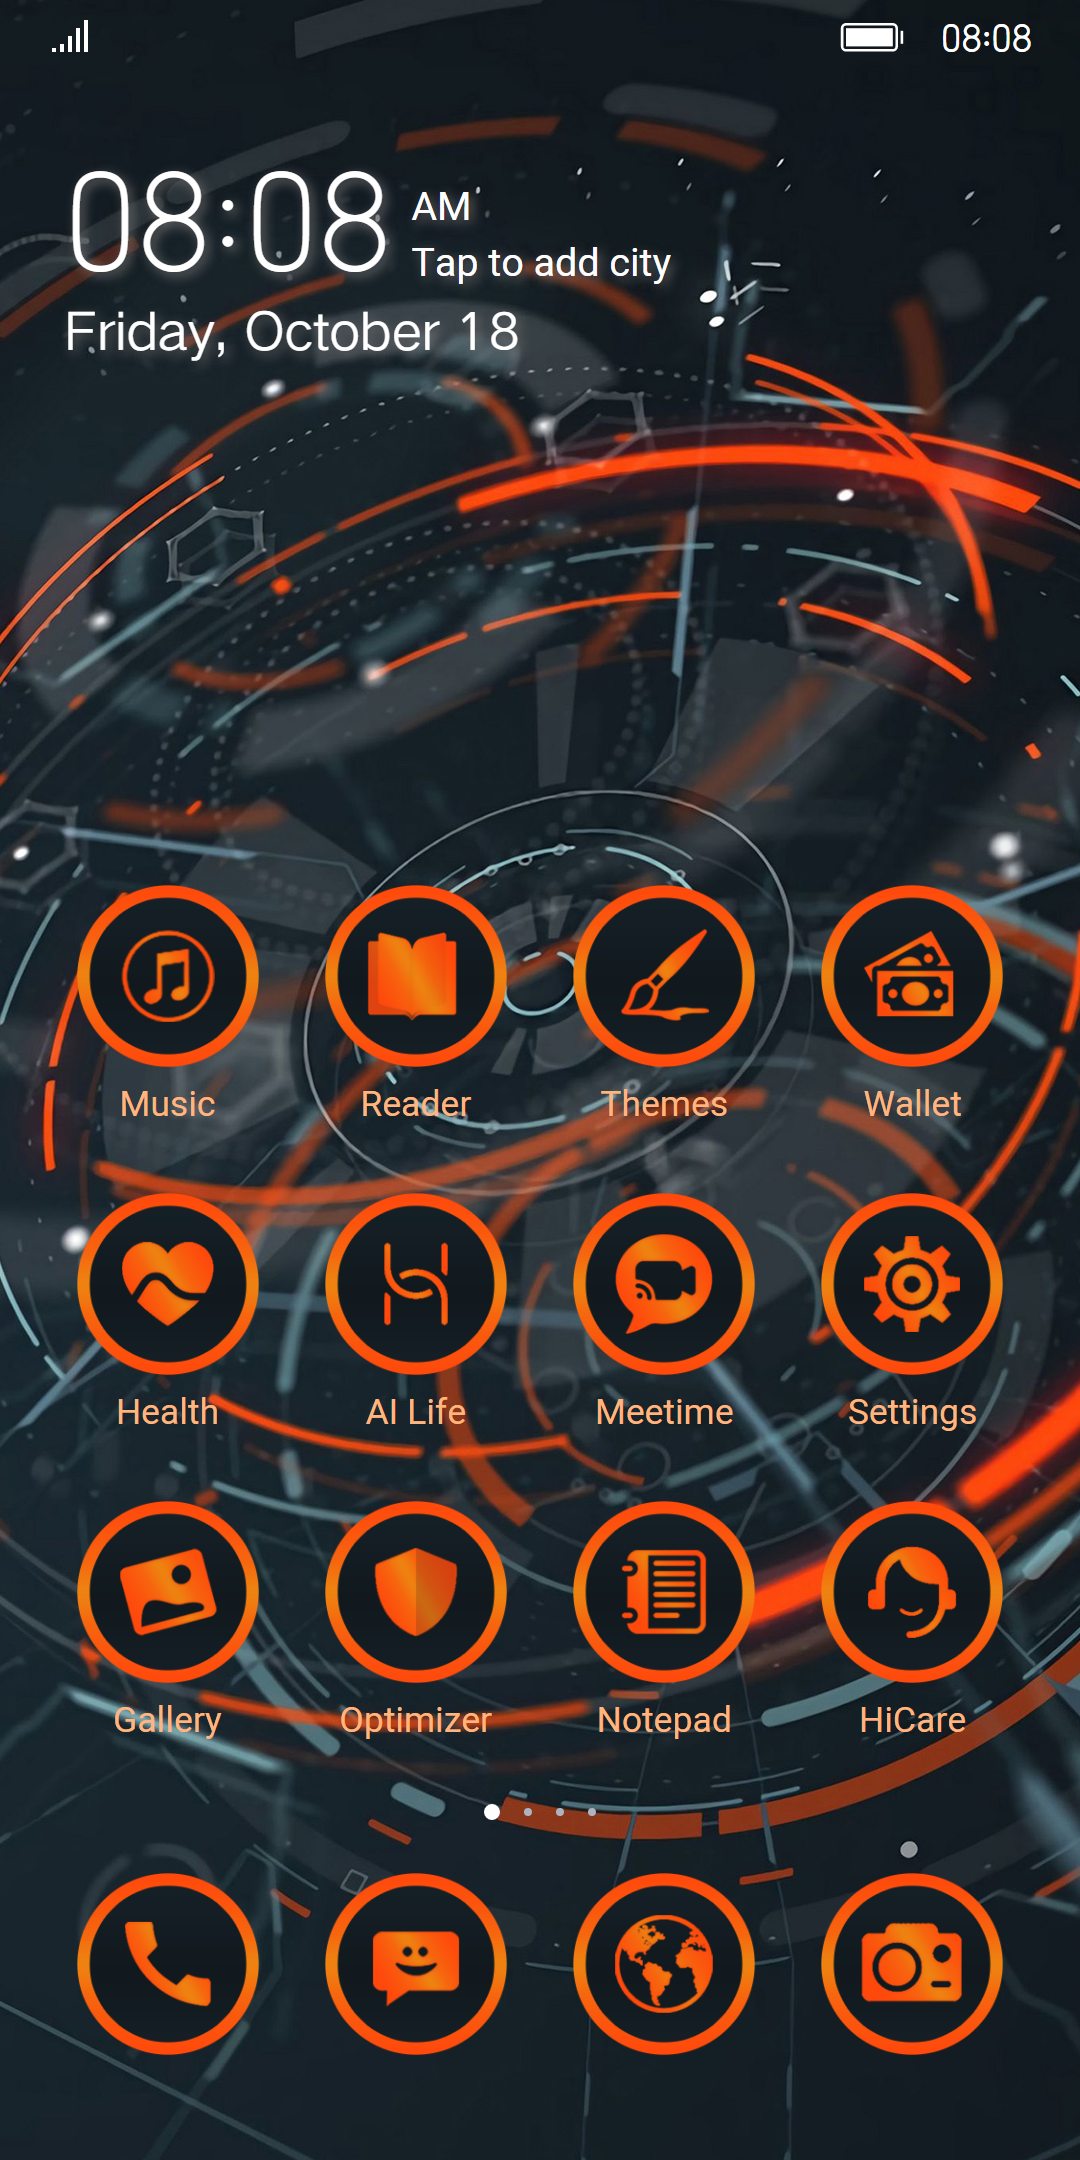 08:08
08:08 AM
Tap to add city
Friday, October 18
Music Reader Themes Wallet
Health AI Life Meetime Settings
Gallery Optimizer Notepad HiCare